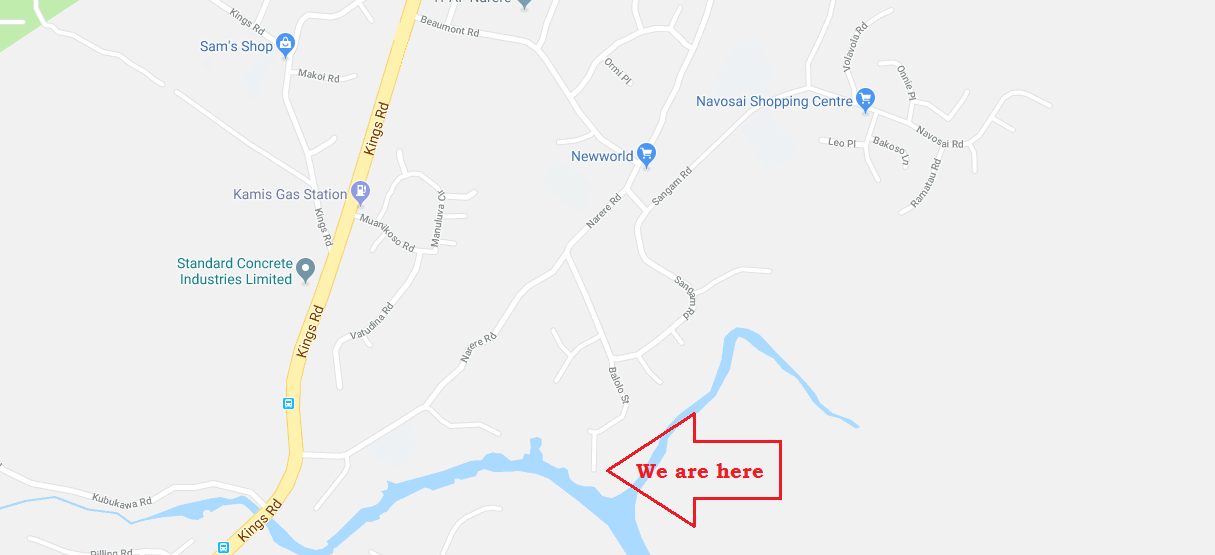 Narere
Beaumont Rd
Kings Rd
Sam's Shop
Makoi Rd
Ormi Pl
Volavola Rd
Onnie Pl
Navosai Shopping Centre
Kings Rd
Navosai Rd
Leo Pl
Bakoso Ln
Newworld
Ramatau Rd
Sangam Rd
Kamis Gas Station
Manuluva Cl
Narere Rd
Kings Rd
Muanikoso Rd
Standard Concrete
Industries Limited
Sangam Rd
Vatudina Rd
Kings Rd
Narere Rd
Balolo St
We are here
Kubukawa Rd
Kings Rd
Billing Rd